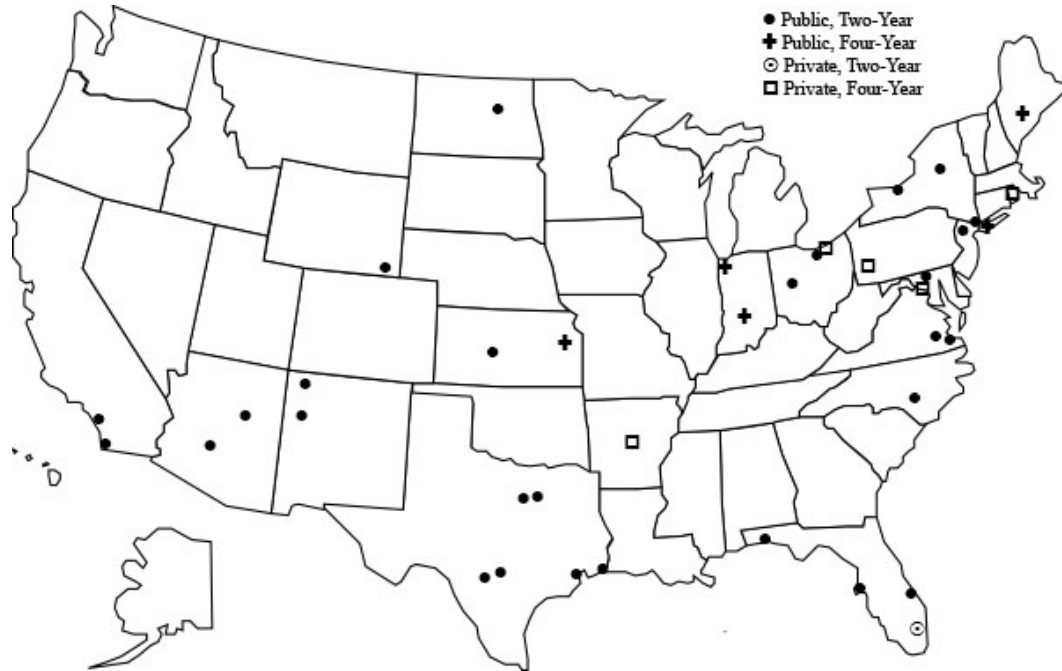 Public, Two-Year
Public, Four-Year
Private, Two-Year
Private, Four-Year